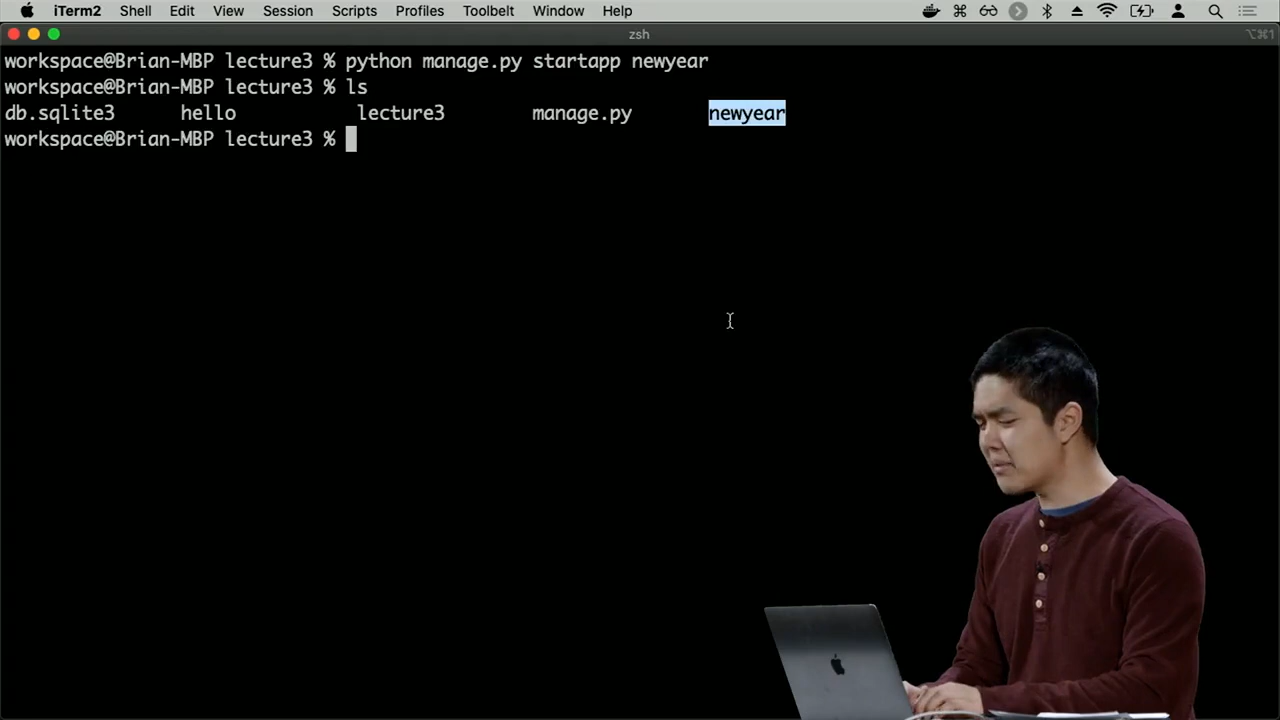 iTerm2 Shell Edit View Session Scripts Profiles Toolbelt Window Help
zsh
⌥⌘1
workspace@Brian-MBP lecture3 % python manage.py startapp newyear
workspace@Brian-MBP lecture3 % ls
db.sqlite3 hello lecture3 manage.py newyear
workspace@Brian-MBP lecture3 %